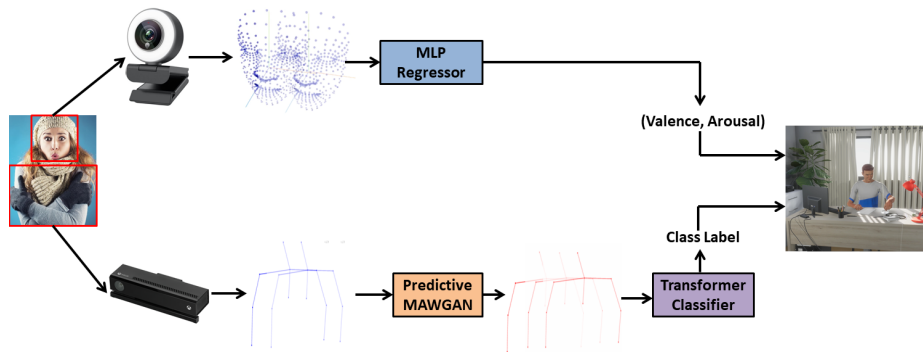 MLP
Regressor
(Valence, Arousal)
Class Label
Predictive
MAWGAN
Transformer
Classifier